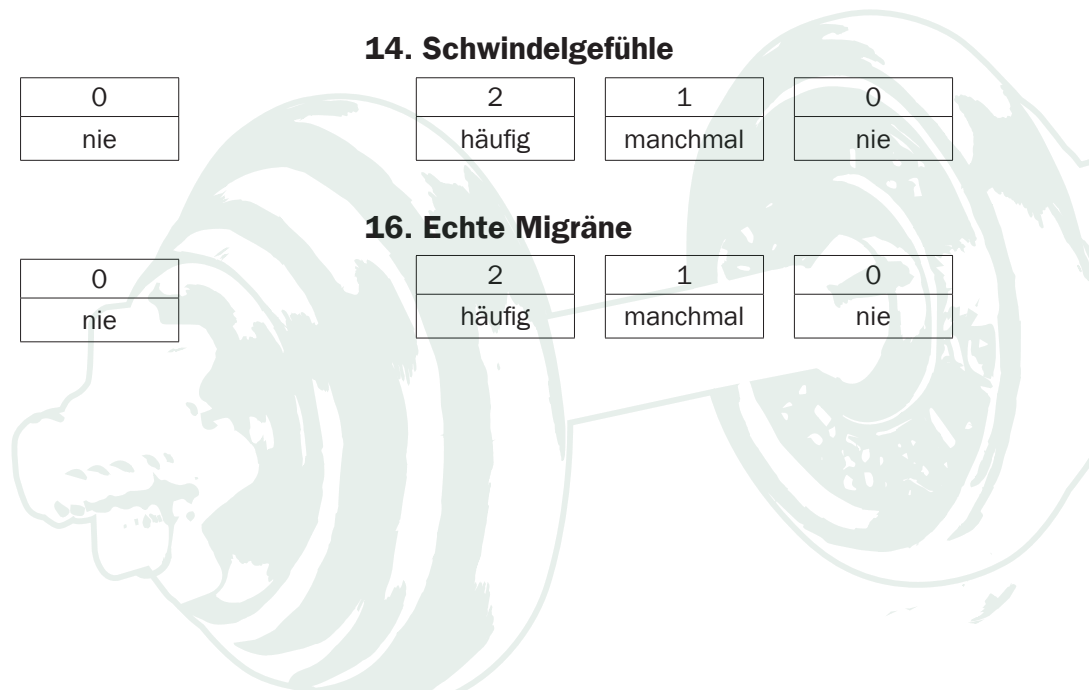 14. Schwindelgefühle
0 2 1 0
nie häufig manchmal nie
16. Echte Migräne
0 2 1 0
nie häufig manchmal nie